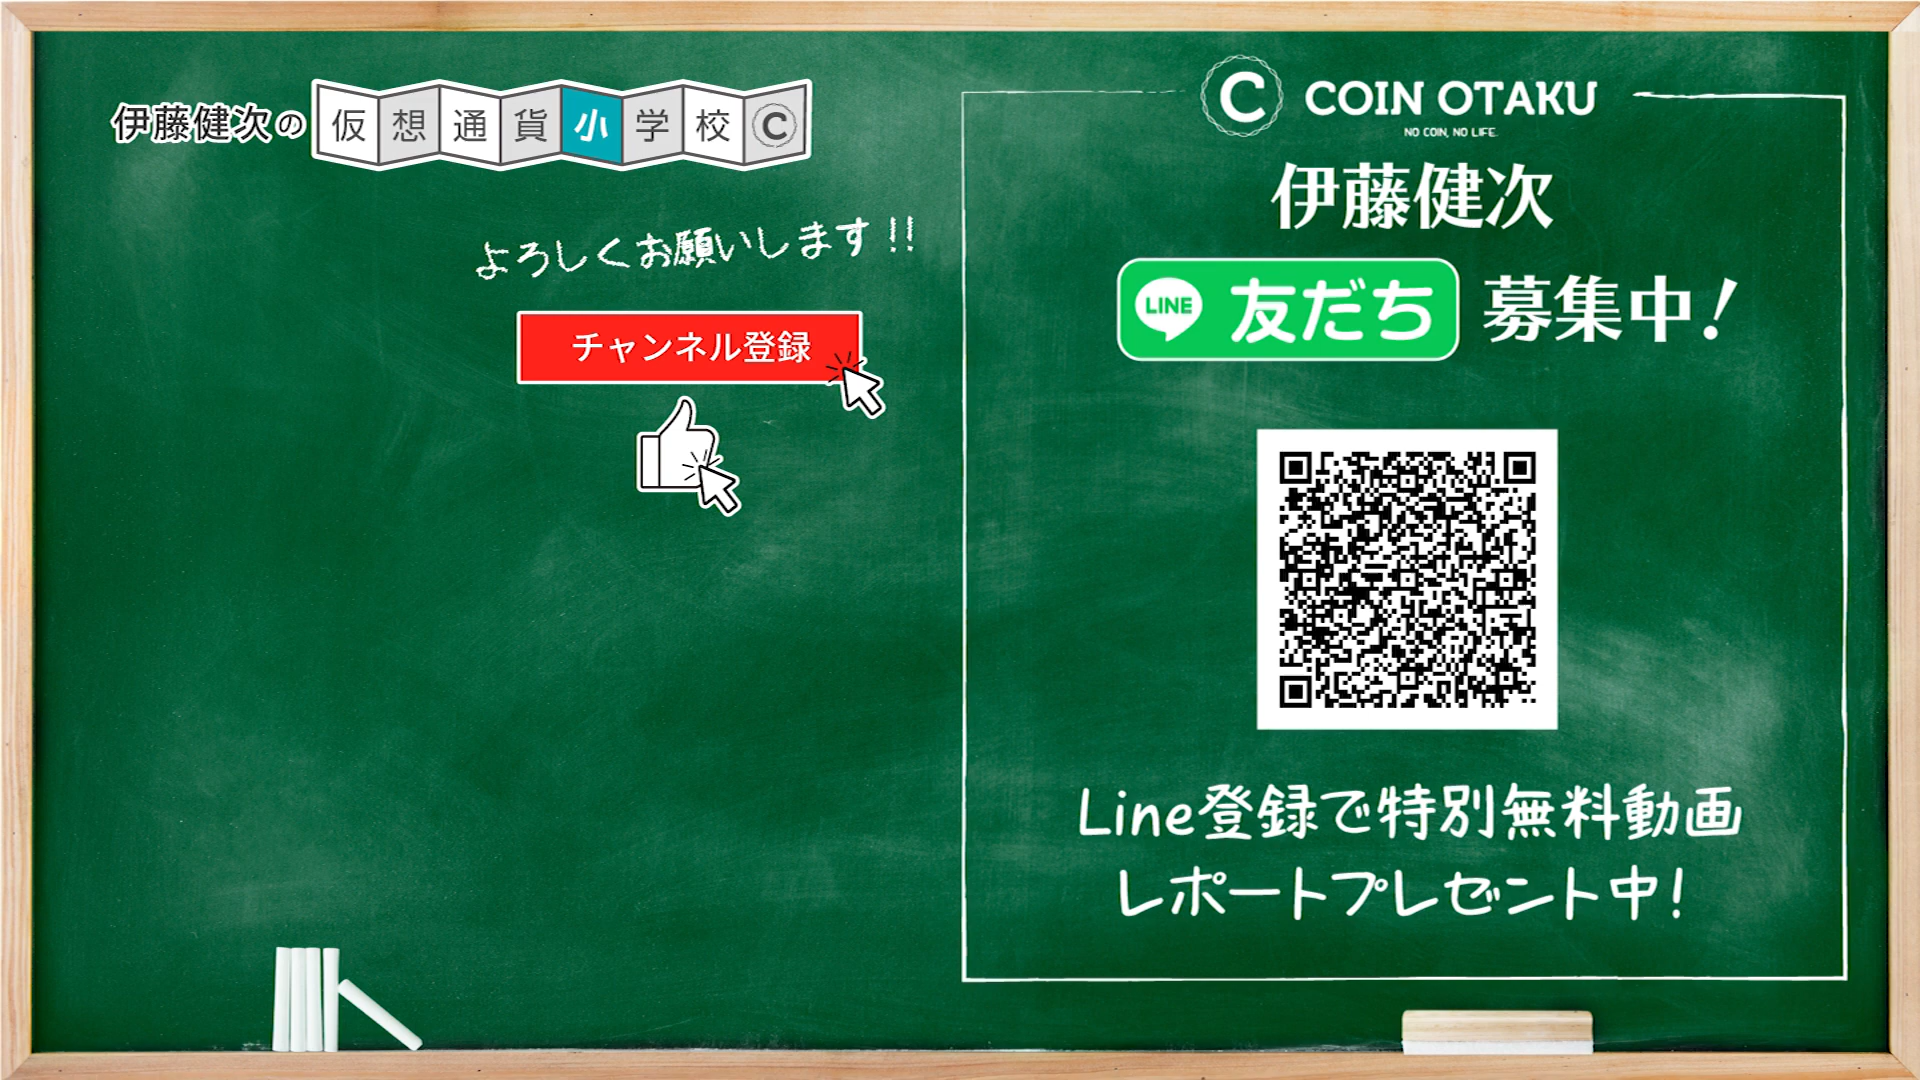 伊藤健次の仮想通貨小学校Ⓒ
よろしくお願いします!!
チャンネル登録
C COIN OTAKU
NO COIN, NO LIFE.
伊藤健次
LINE 友だち 募集中!
Line登録で特別無料動画
レポートプレゼント中!